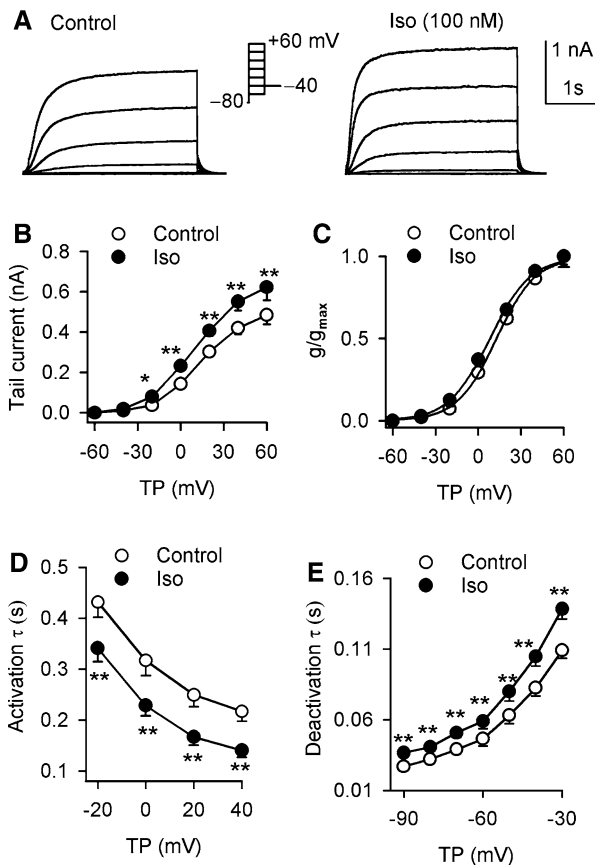 A Control Iso (100 nM)
+60 mV
−40
−80
1 nA
1s
B
Control
Iso
Tail current (nA)
0.8
0.6
0.4
0.2
0.0
*
**
**
**
**
-60 -30 0 30 60
TP (mV)
C
Control
Iso
g/gmax
1.0
0.5
0.0
-60 -30 0 30 60
TP (mV)
D
Control
Iso
Activation τ (s)
0.5
0.4
0.3
0.2
0.1
**
**
**
**
-20 0 20 40
TP (mV)
E
Control
Iso
Deactivation τ (s)
0.16
0.11
0.06
0.01
**
**
**
**
**
**
**
-90 -60 -30
TP (mV)